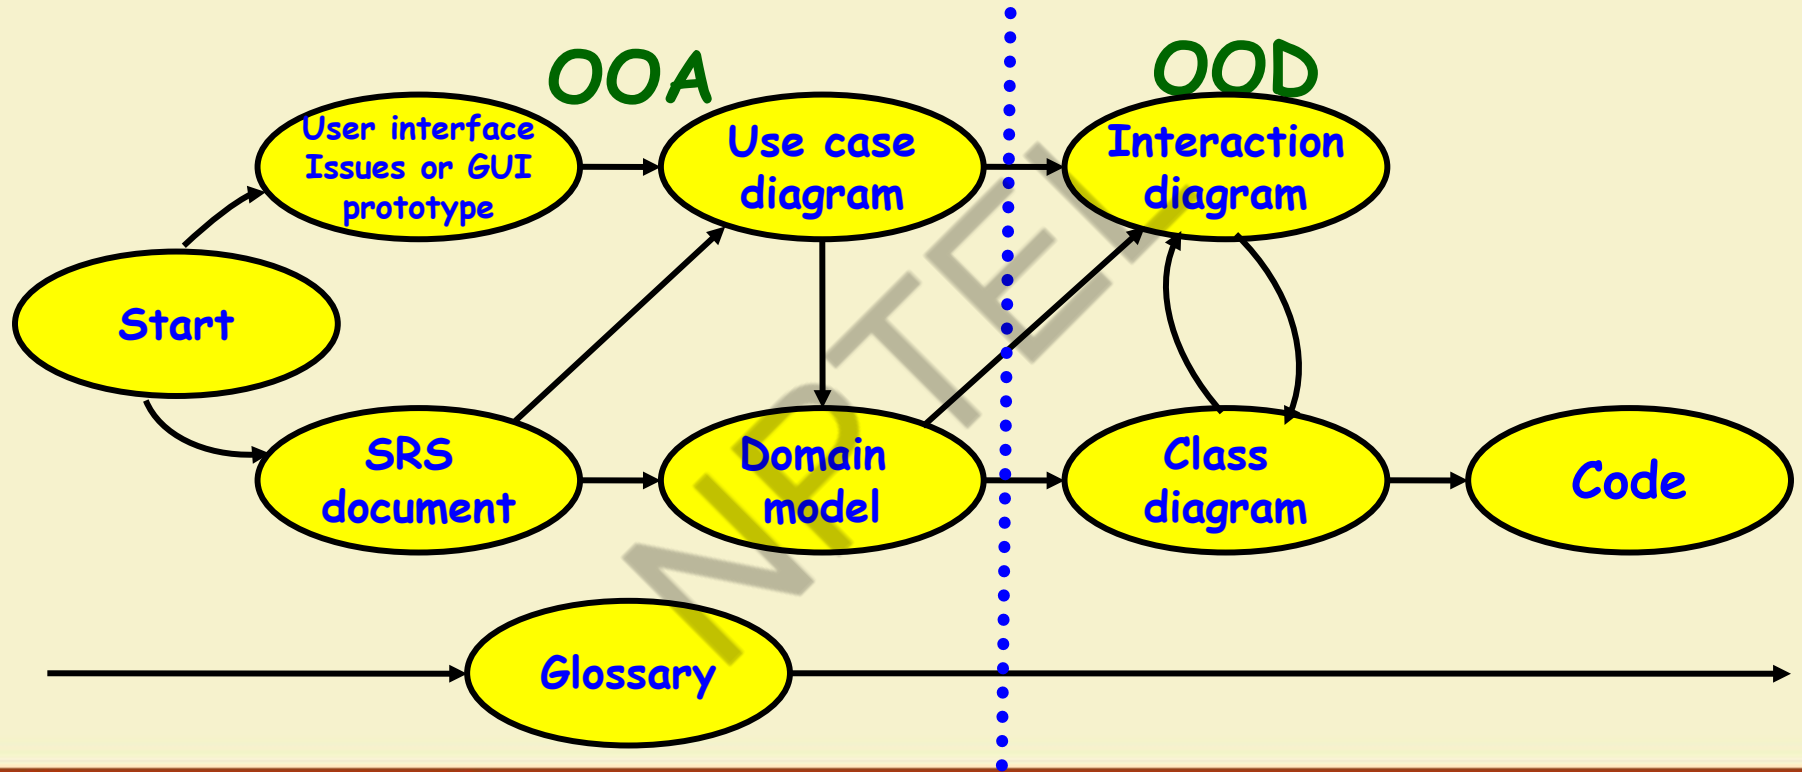 OOA
OOD
User interface
Issues or GUI
prototype
Use case
diagram
Interaction
diagram
Start
SRS
document
Domain
model
Class
diagram
Code
Glossary
NPTEL